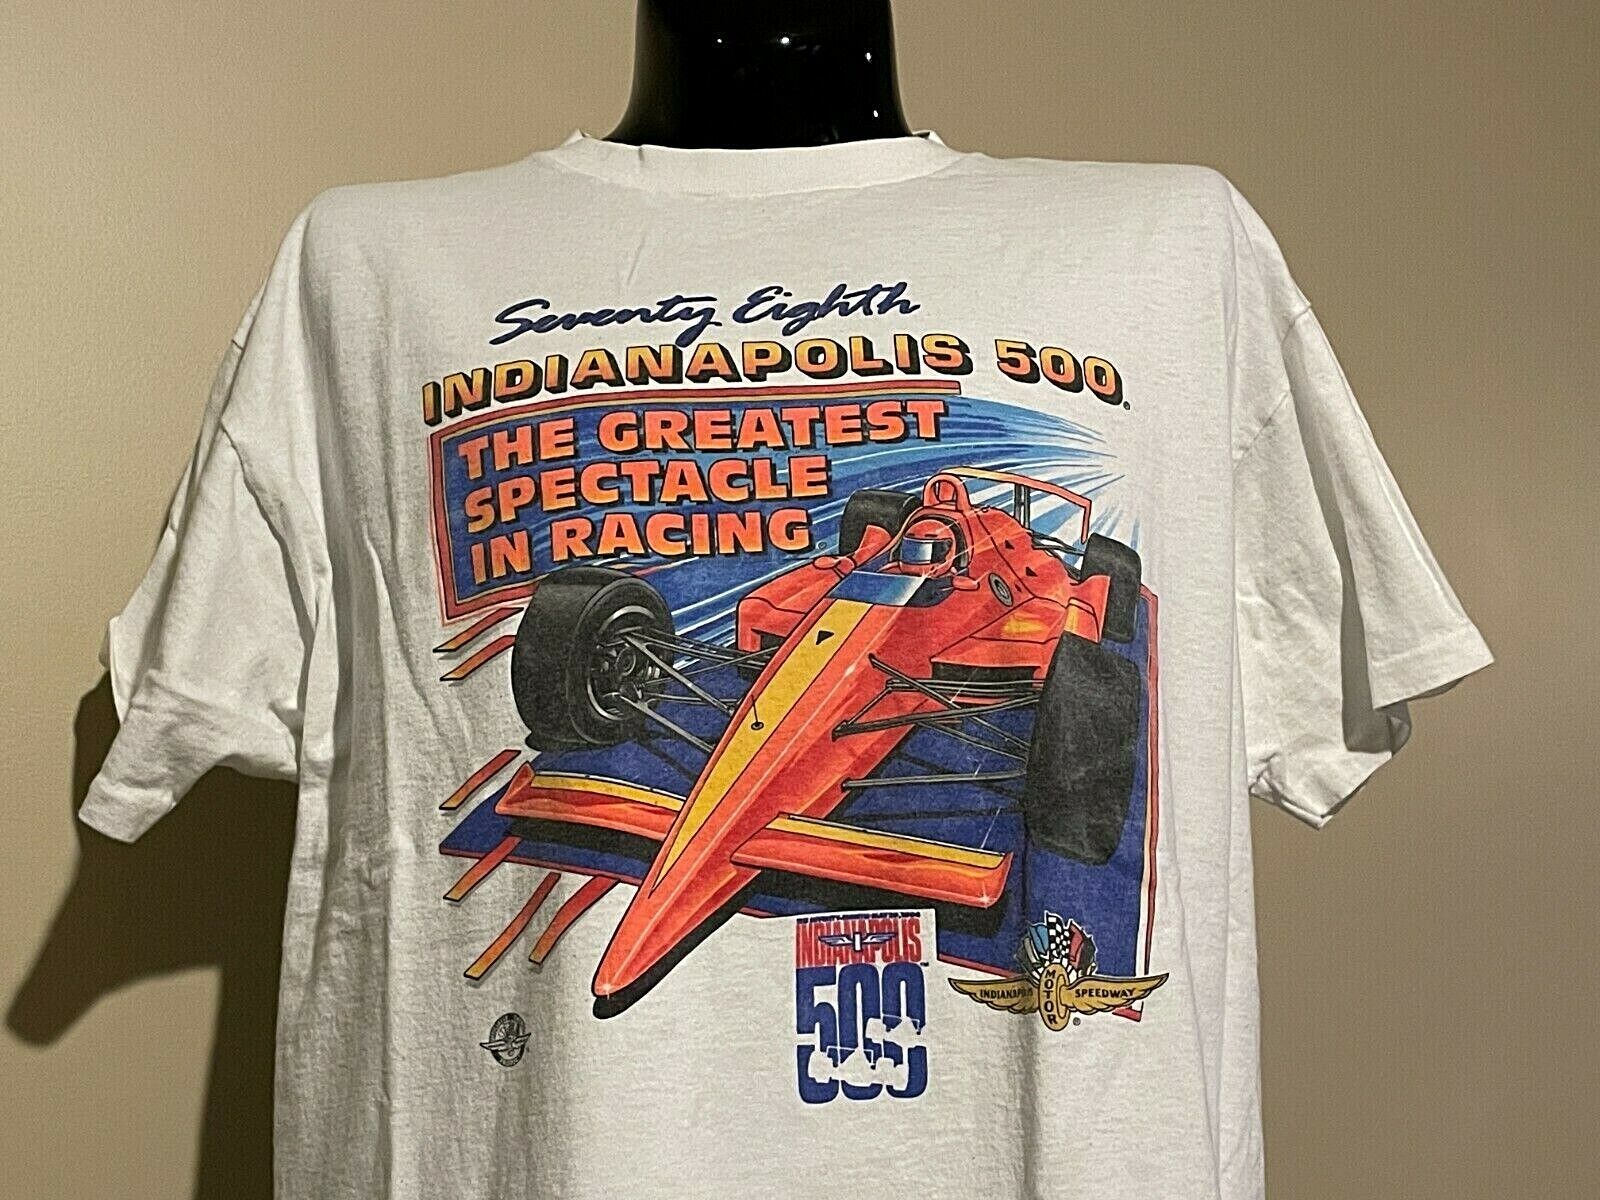 Seventy Eighth
INDIANAPOLIS 500®
THE GREATEST
SPECTACLE
IN RACING
INDIANAPOLIS
500
INDIANAPOLIS MOTOR SPEEDWAY